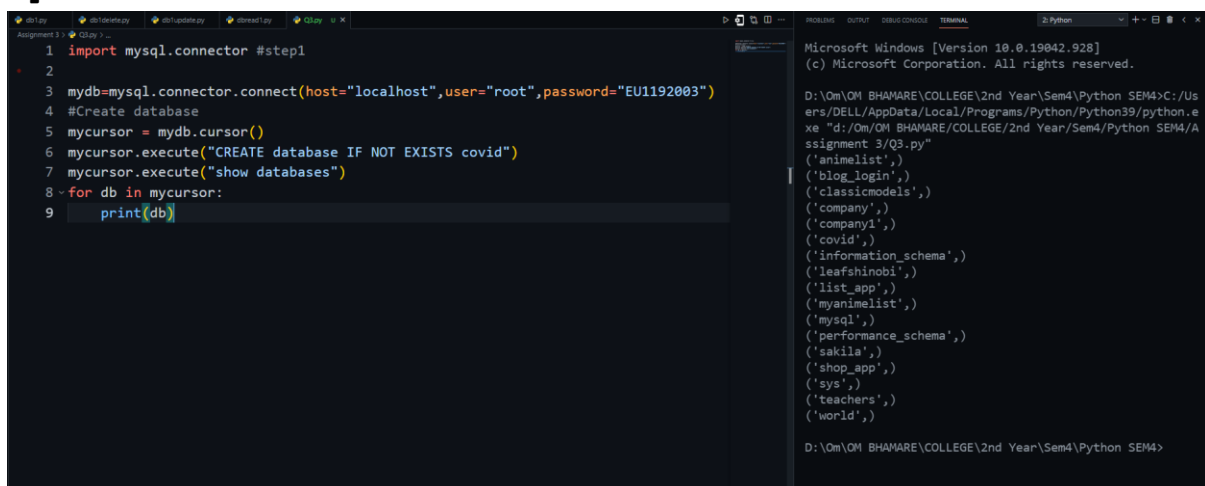 db1.py db1delete.py db1update.py dbread1.py Q3.py U X
Assignment 3 > Q3.py > ...
1 import mysql.connector #step1
2
3 mydb=mysql.connector.connect(host="localhost",user="root",password="EU1192003")
4 #Create database
5 mycursor = mydb.cursor()
6 mycursor.execute("CREATE database IF NOT EXISTS covid")
7 mycursor.execute("show databases")
8 for db in mycursor:
9 print(db)
PROBLEMS OUTPUT DEBUG CONSOLE TERMINAL 2: Python
Microsoft Windows [Version 10.0.19042.928]
(c) Microsoft Corporation. All rights reserved.
D:\Om\OM BHAMARE\COLLEGE\2nd Year\Sem4\Python SEM4>C:/Us
ers/DELL/AppData/Local/Programs/Python/Python39/python.e
xe "d:/Om/OM BHAMARE/COLLEGE/2nd Year/Sem4/Python SEM4/A
ssignment 3/Q3.py"
('animelist',)
('blog_login',)
('classicmodels',)
('company',)
('company1',)
('covid',)
('information_schema',)
('leafshinobi',)
('list_app',)
('myanimelist',)
('mysql',)
('performance_schema',)
('sakila',)
('shop_app',)
('sys',)
('teachers',)
('world',)
D:\Om\OM BHAMARE\COLLEGE\2nd Year\Sem4\Python SEM4>